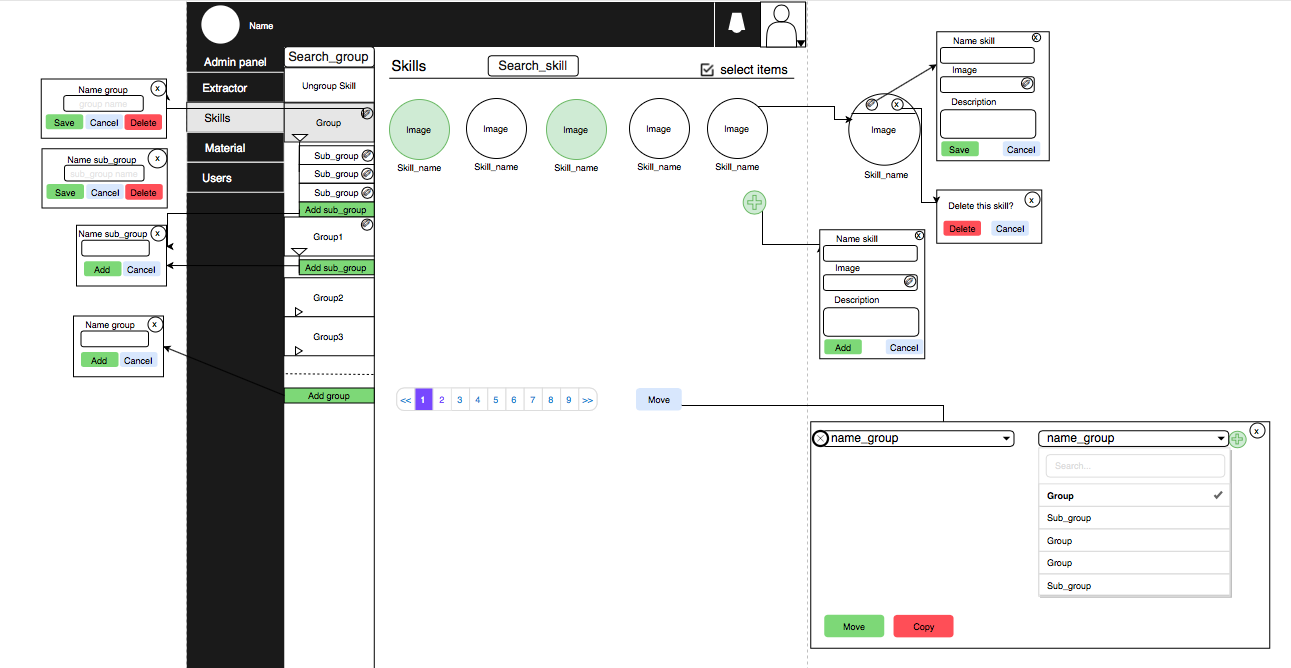 Name
Admin panel
Extractor
Skills
Material
Users
Search_group
Ungroup Skill
Group
Sub_group
Sub_group
Sub_group
Add sub_group
Group1
Add sub_group
Group2
Group3
Add group
Name group
x
group name
Save Cancel Delete
Name sub_group
x
sub_group name
Save Cancel Delete
Name sub_group
x
Add Cancel
Name group
x
Add Cancel
Skills
Search_skill
select items
Image Image Image Image Image
Skill_name Skill_name Skill_name Skill_name Skill_name
<< 1 2 3 4 5 6 7 8 9 >>
Move
x
Image
Skill_name
Name skill
x
Image
Description
Save Cancel
Delete this skill?
x
Delete Cancel
Name skill
x
Image
Description
Add Cancel
name_group
name_group
x
Search...
Group
Sub_group
Group
Group
Sub_group
Move Copy